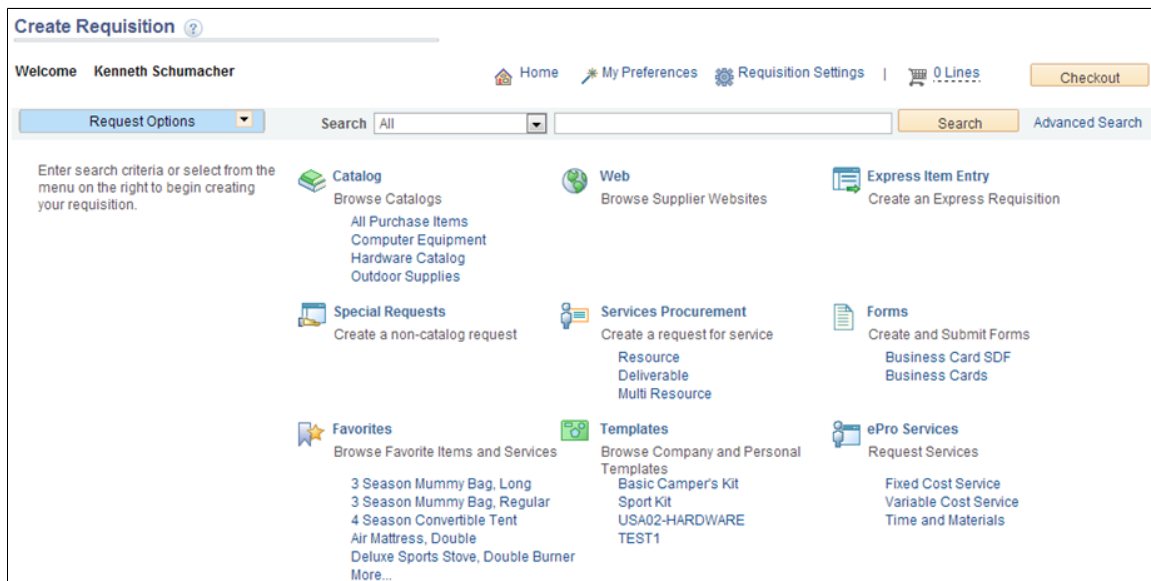 Create Requisition ?
Welcome Kenneth Schumacher
Home My Preferences Requisition Settings | 0 Lines Checkout
Request Options Search All Search Advanced Search
Enter search criteria or select from the
menu on the right to begin creating
your requisition.
Catalog
Browse Catalogs
All Purchase Items
Computer Equipment
Hardware Catalog
Outdoor Supplies
Web
Browse Supplier Websites
Express Item Entry
Create an Express Requisition
Special Requests
Create a non-catalog request
Services Procurement
Create a request for service
Resource
Deliverable
Multi Resource
Forms
Create and Submit Forms
Business Card SDF
Business Cards
Favorites
Browse Favorite Items and Services
3 Season Mummy Bag, Long
3 Season Mummy Bag, Regular
4 Season Convertible Tent
Air Mattress, Double
Deluxe Sports Stove, Double Burner
More...
Templates
Browse Company and Personal
Templates
Basic Camper's Kit
Sport Kit
USA02-HARDWARE
TEST1
ePro Services
Request Services
Fixed Cost Service
Variable Cost Service
Time and Materials